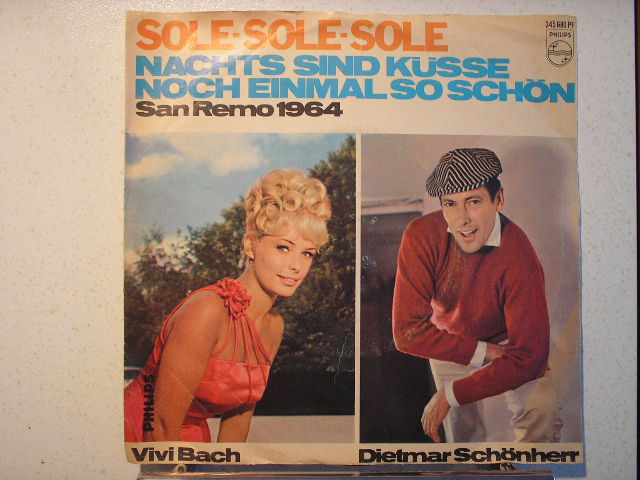 SOLE-SOLE-SOLE
345 680 PF
PHILIPS
NACHTS SIND KÜSSE
NOCH EINMAL SO SCHÖN
San Remo 1964
PHILIPS
Vivi Bach
Dietmar Schönherr